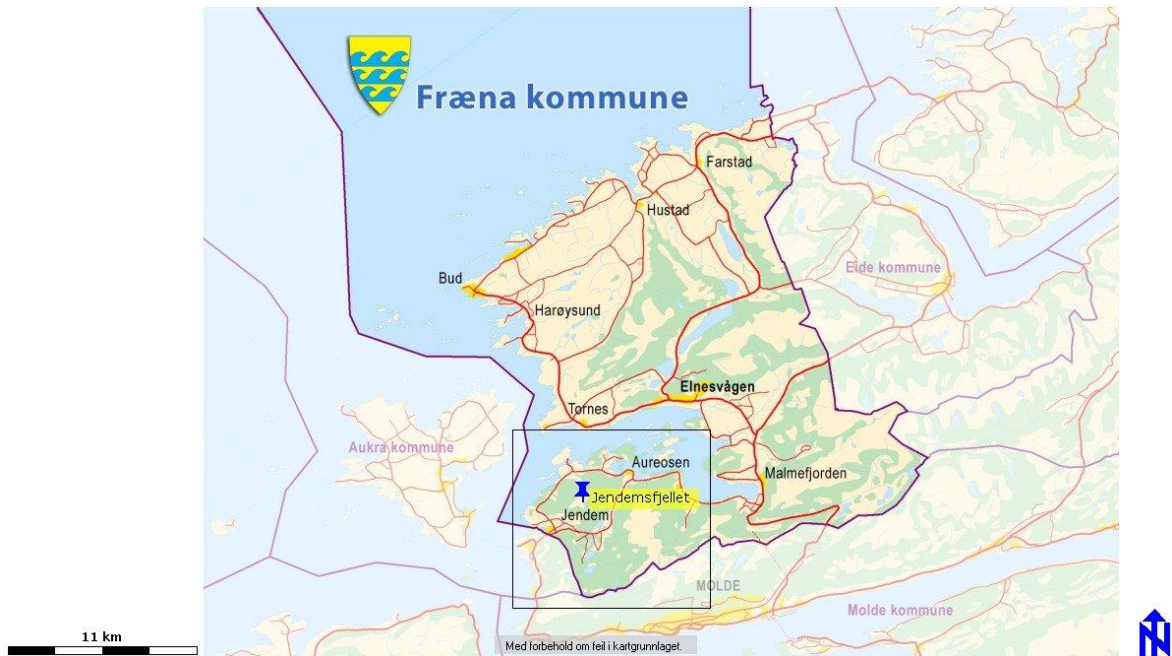 Fræna kommune
Farstad
Hustad
Eide kommune
Bud
Harøysund
Elnesvågen
Tornes
Aukra kommune
Aureosen
Malmefjorden
Jendemsfjellet
Jendem
MOLDE
Molde kommune
11 km
Med forbehold om feil i kartgrunnlaget.
N